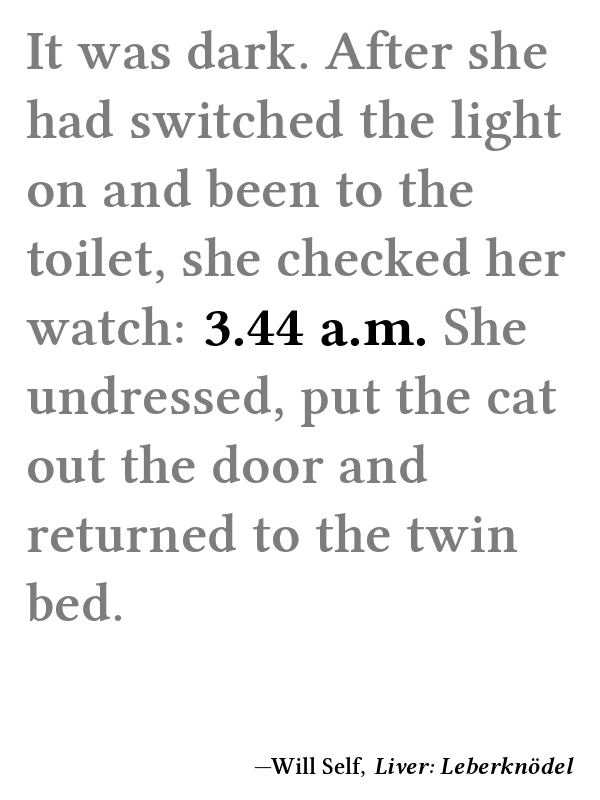 It was dark. After she
had switched the light
on and been to the
toilet, she checked her
watch: 3.44 a.m. She
undressed, put the cat
out the door and
returned to the twin
bed.
—Will Self, Liver: Leberknödel